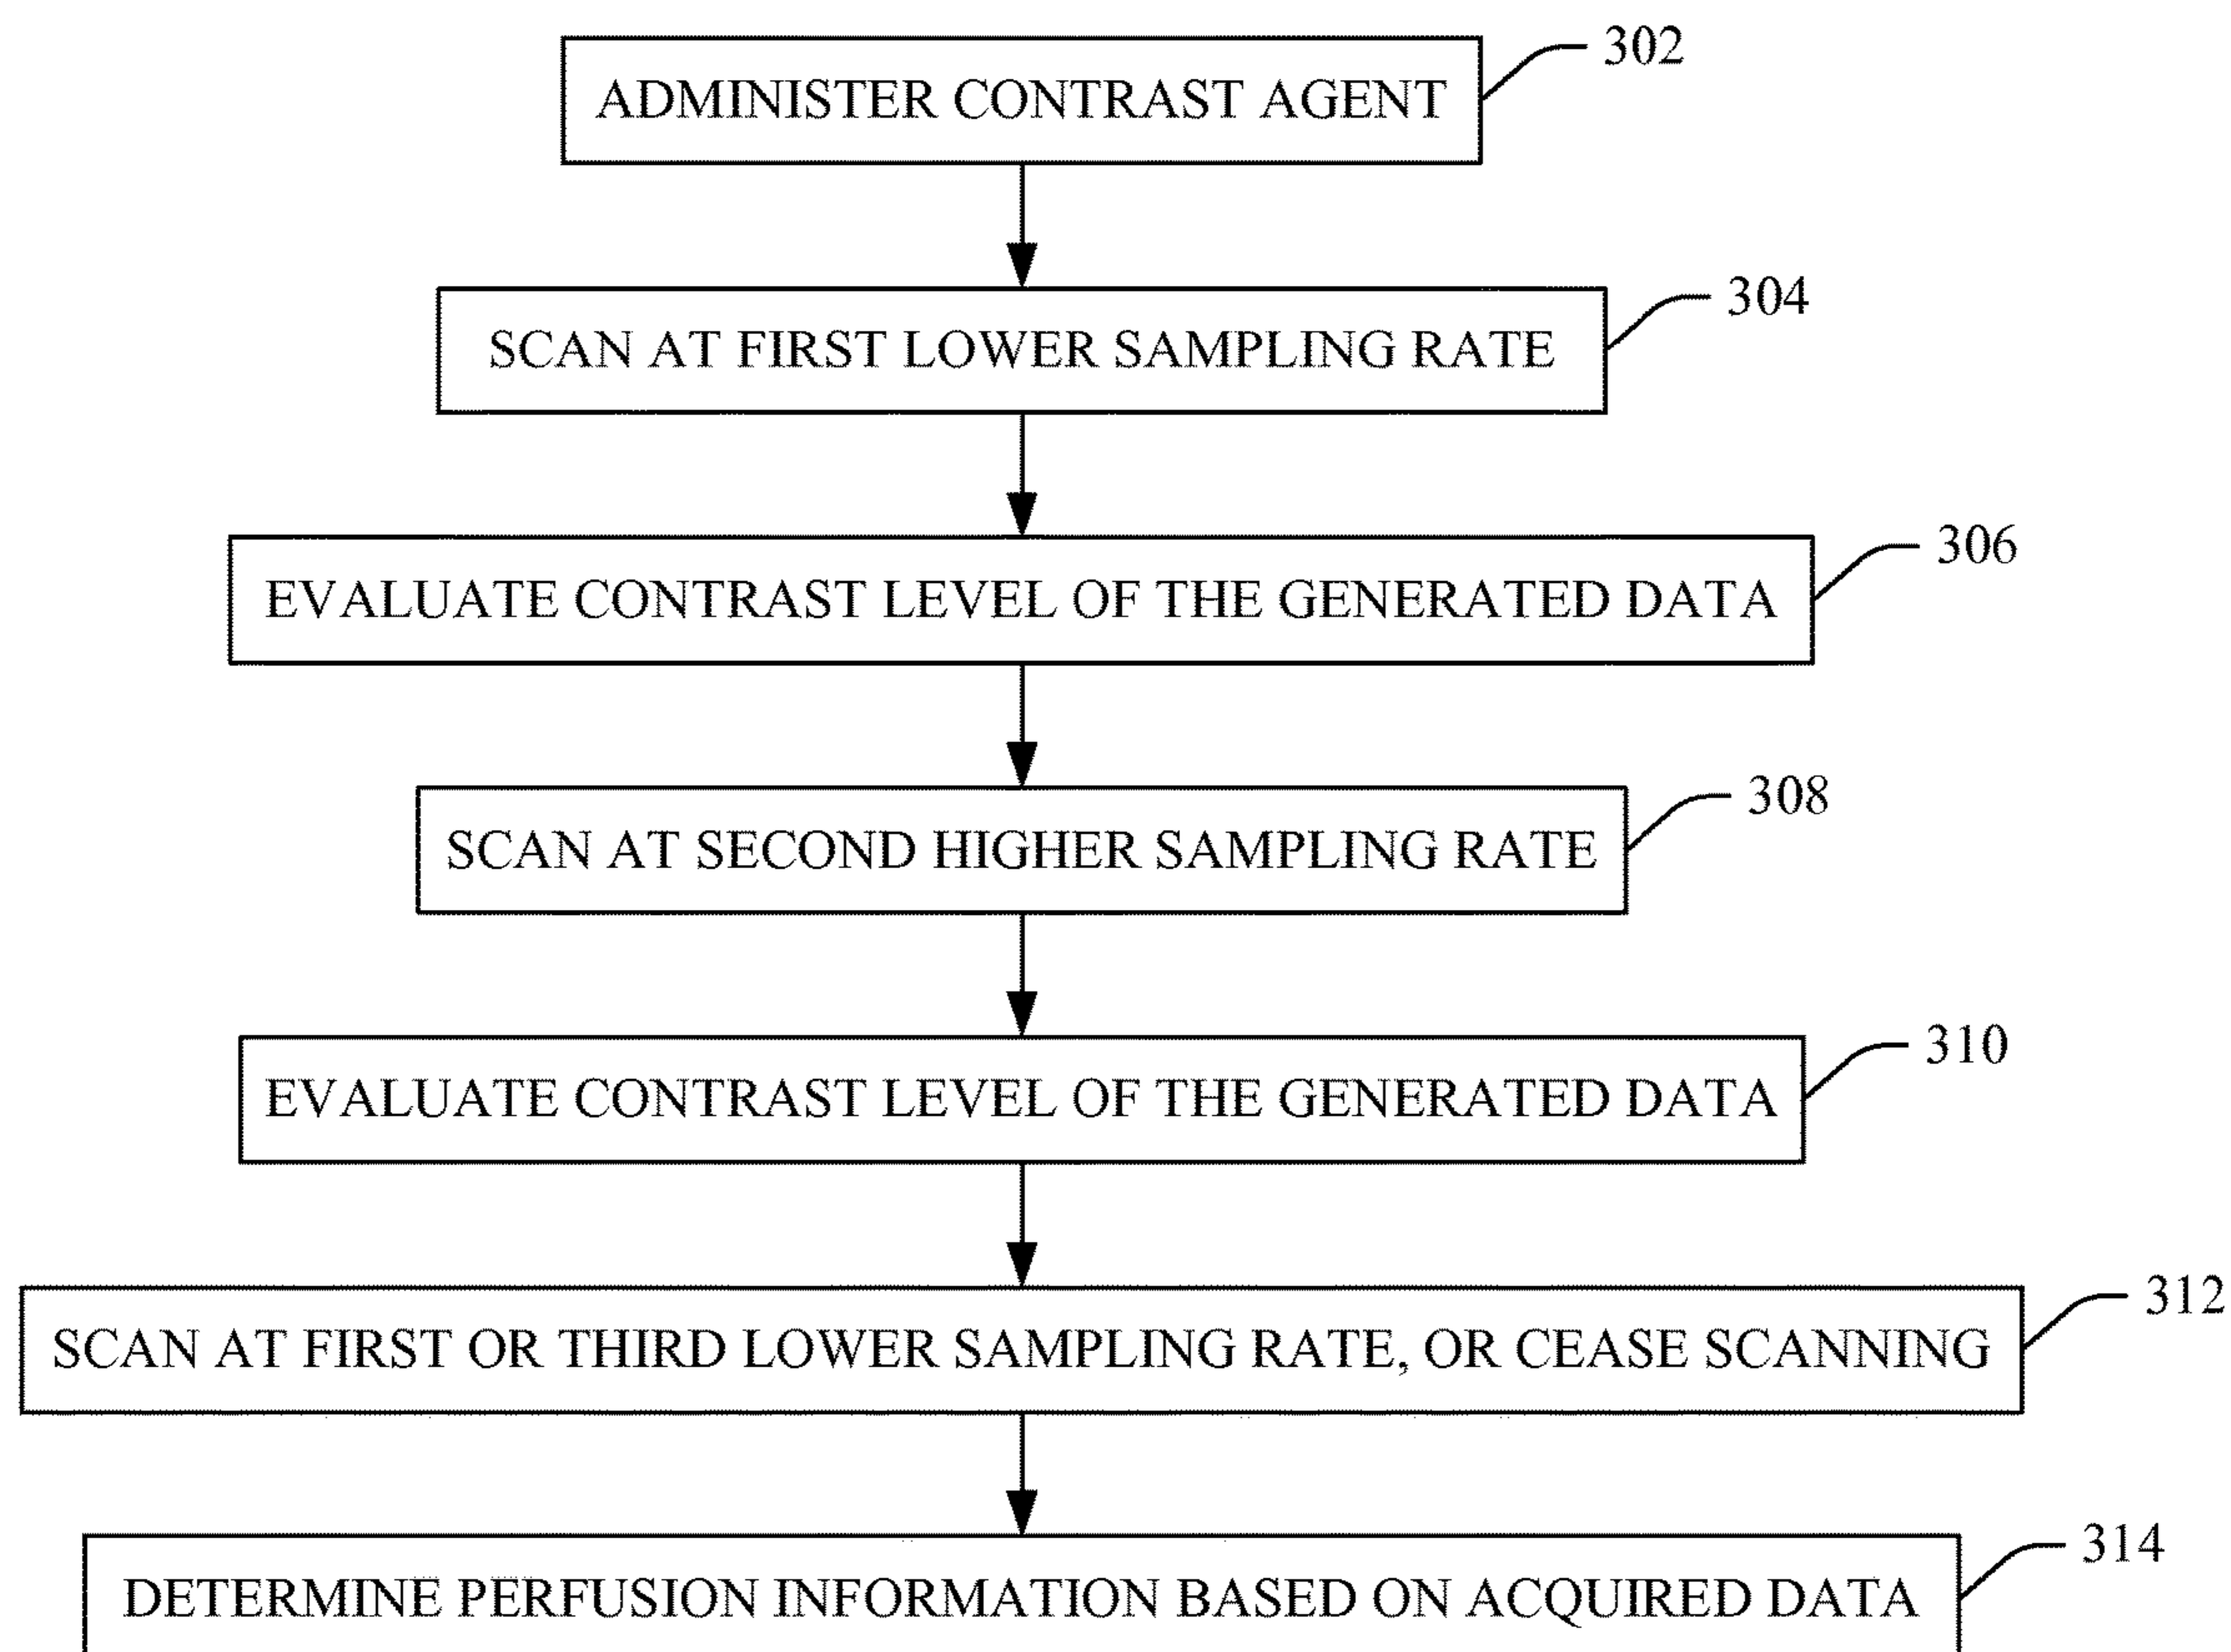 302
ADMINISTER CONTRAST AGENT
304
SCAN AT FIRST LOWER SAMPLING RATE
306
EVALUATE CONTRAST LEVEL OF THE GENERATED DATA
308
SCAN AT SECOND HIGHER SAMPLING RATE
310
EVALUATE CONTRAST LEVEL OF THE GENERATED DATA
312
SCAN AT FIRST OR THIRD LOWER SAMPLING RATE, OR CEASE SCANNING
314
DETERMINE PERFUSION INFORMATION BASED ON ACQUIRED DATA